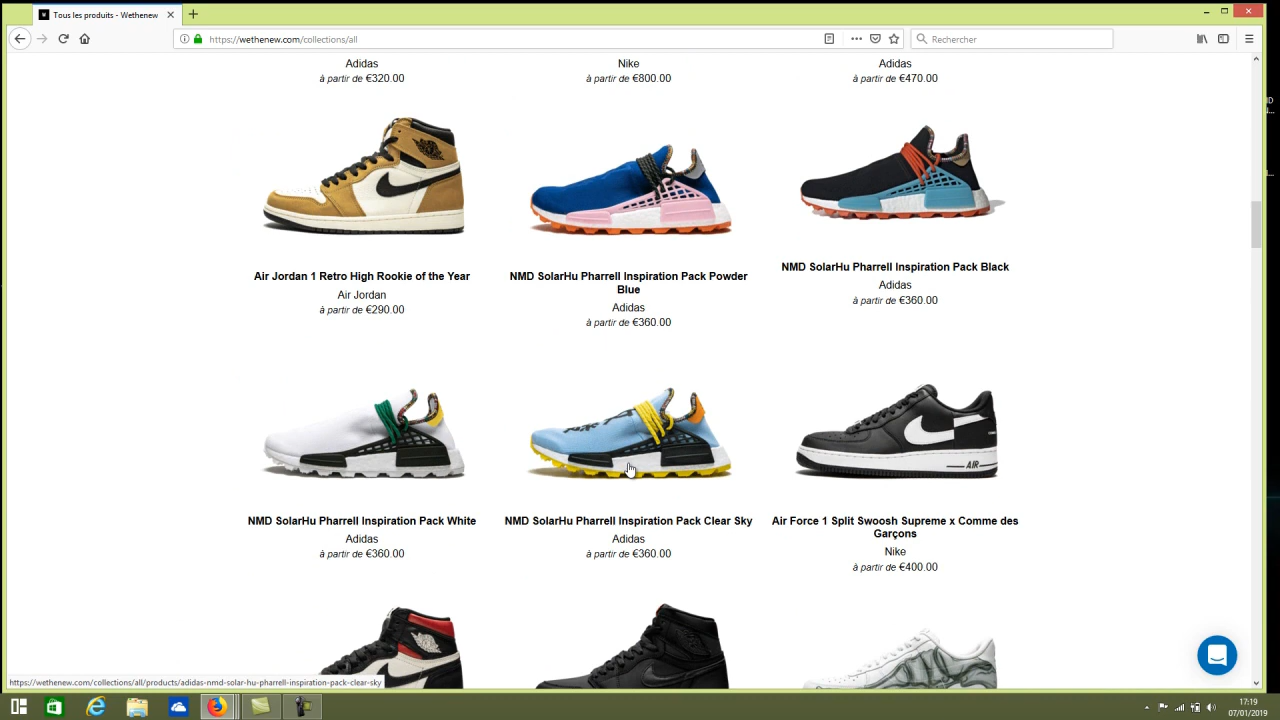 Tous les produits - Wethenew
https://wethenew.com/collections/all
Rechercher
Adidas
à partir de €320.00
Nike
à partir de €800.00
Adidas
à partir de €470.00
Air Jordan 1 Retro High Rookie of the Year
Air Jordan
à partir de €290.00
NMD SolarHu Pharrell Inspiration Pack Powder
Blue
Adidas
à partir de €360.00
NMD SolarHu Pharrell Inspiration Pack Black
Adidas
à partir de €360.00
NMD SolarHu Pharrell Inspiration Pack White
Adidas
à partir de €360.00
NMD SolarHu Pharrell Inspiration Pack Clear Sky
Adidas
à partir de €360.00
AIR
Air Force 1 Split Swoosh Supreme x Comme des
Garçons
Nike
à partir de €400.00
https://wethenew.com/collections/all/products/adidas-nmd-solar-hu-pharrell-inspiration-pack-clear-sky
17:19
07/01/2019